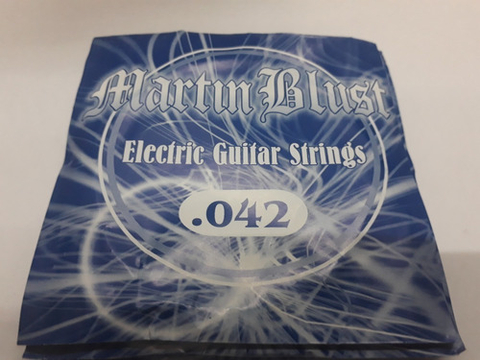 Martin Blust
Electric Guitar Strings
.042